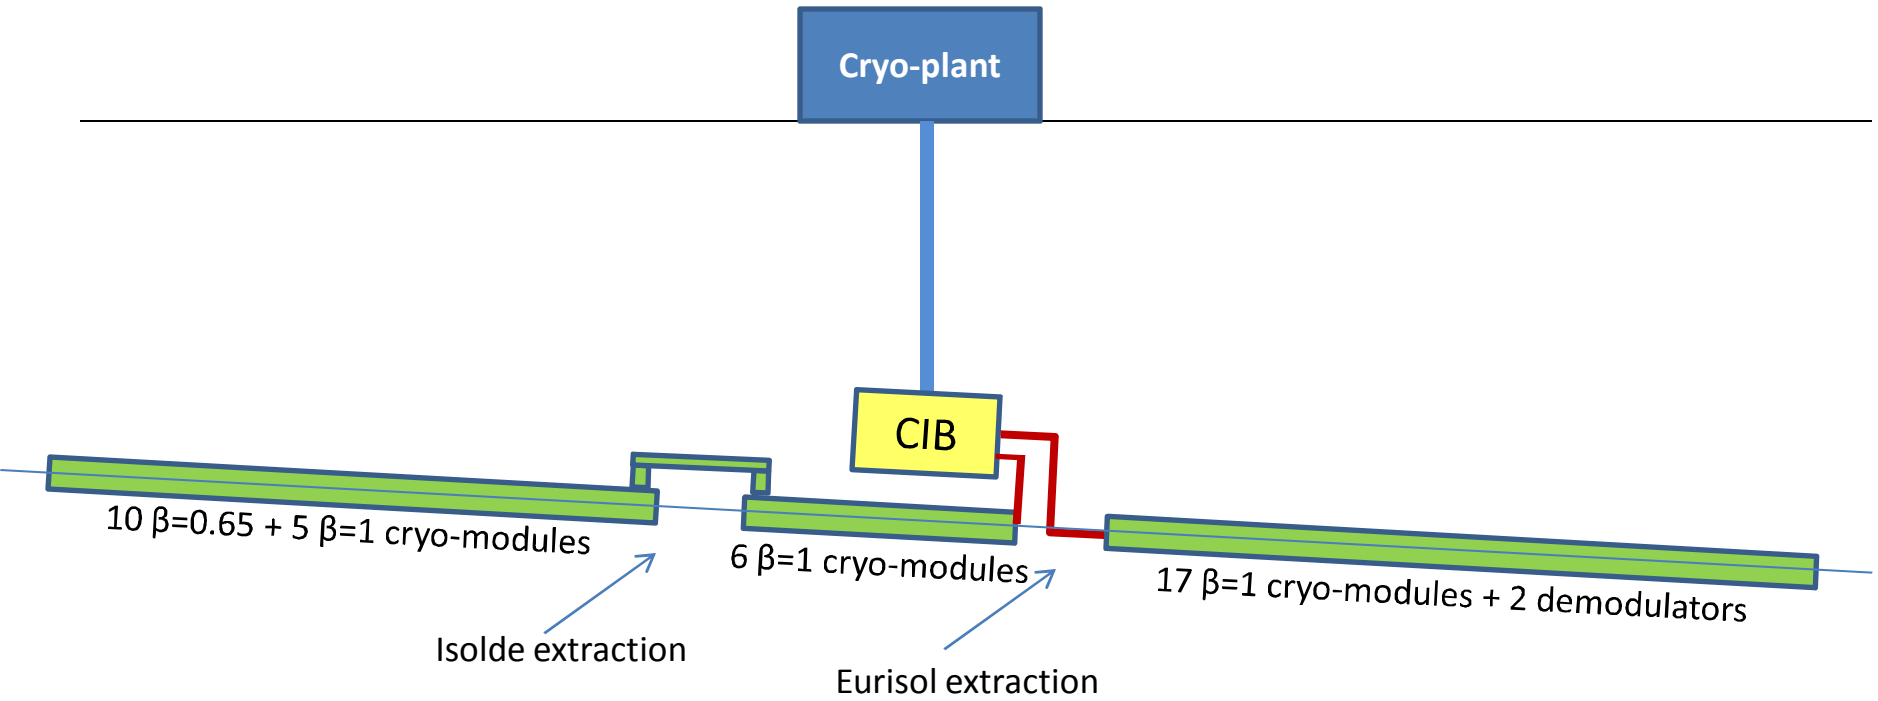 Cryo-plant
CIB
10 β=0.65 + 5 β=1 cryo-modules
6 β=1 cryo-modules
17 β=1 cryo-modules + 2 demodulators
Isolde extraction
Eurisol extraction